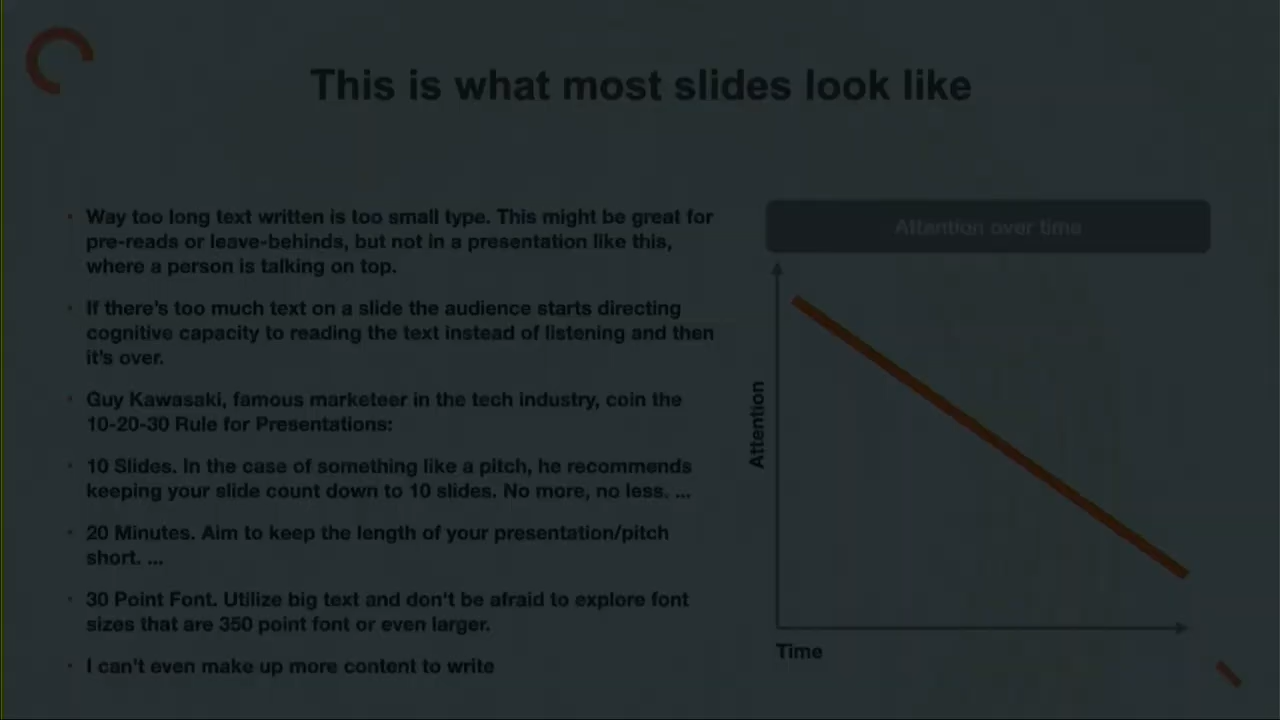 This is what most slides look like
Way too long text written is too small type. This might be great for
pre-reads or leave-behinds, but not in a presentation like this,
where a person is talking on top.
If there's too much text on a slide the audience starts directing
cognitive capacity to reading the text instead of listening and then
it's over.
Guy Kawasaki, famous marketeer in the tech industry, coin the
10-20-30 Rule for Presentations:
10 Slides. In the case of something like a pitch, he recommends
keeping your slide count down to 10 slides. No more, no less. ...
20 Minutes. Aim to keep the length of your presentation/pitch
short. ...
30 Point Font. Utilize big text and don't be afraid to explore font
sizes that are 350 point font or even larger.
I can't even make up more content to write
Attention over time
Attention
Time